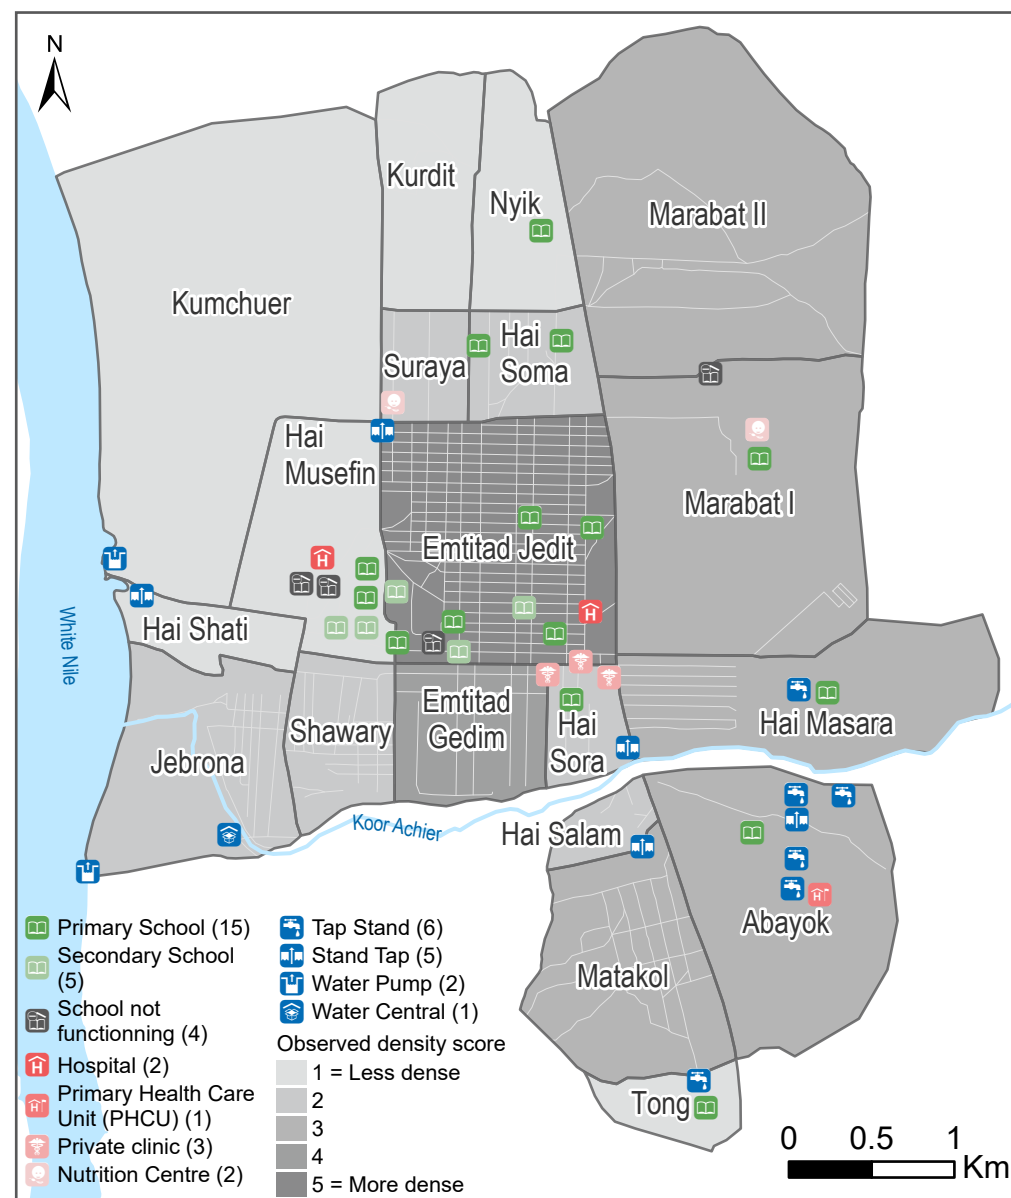 N
Kurdit
Nyik
Marabat II
Kumchuer
Hai
Soma
Suraya
Hai
Musefin
Marabat I
Emtitad Jedit
White Nile
Hai Shati
Emtitad
Gedim
Hai
Sora
Hai Masara
Shawary
Jebrona
Koor Achier
Hai Salam
Abayok
Matakol
Tong
Primary School (15)
Secondary School
(5)
School not
functionning (4)
Hospital (2)
Primary Health Care
Unit (PHCU) (1)
Private clinic (3)
Nutrition Centre (2)
Tap Stand (6)
Stand Tap (5)
Water Pump (2)
Water Central (1)
Observed density score
1 = Less dense
2
3
4
5 = More dense
0 0.5 1
Km